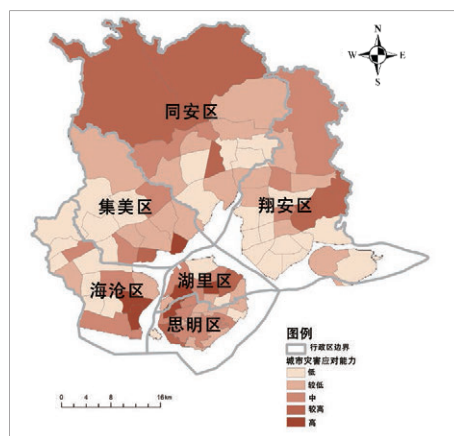 N
W E
S
同安区
集美区
翔安区
海沧区
湖里区
思明区
图例
行政区边界
城市灾害应对能力
低
较低
中
较高
高
0 4 8 16km